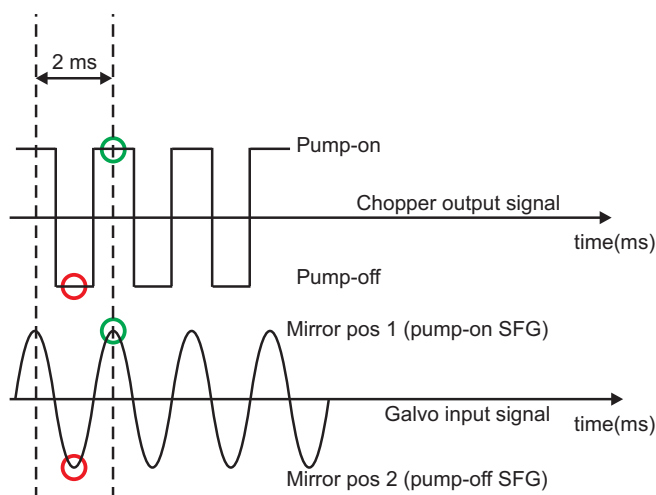 2 ms
Pump-on
Chopper output signal
time(ms)
Pump-off
Mirror pos 1 (pump-on SFG)
Galvo input signal
time(ms)
Mirror pos 2 (pump-off SFG)